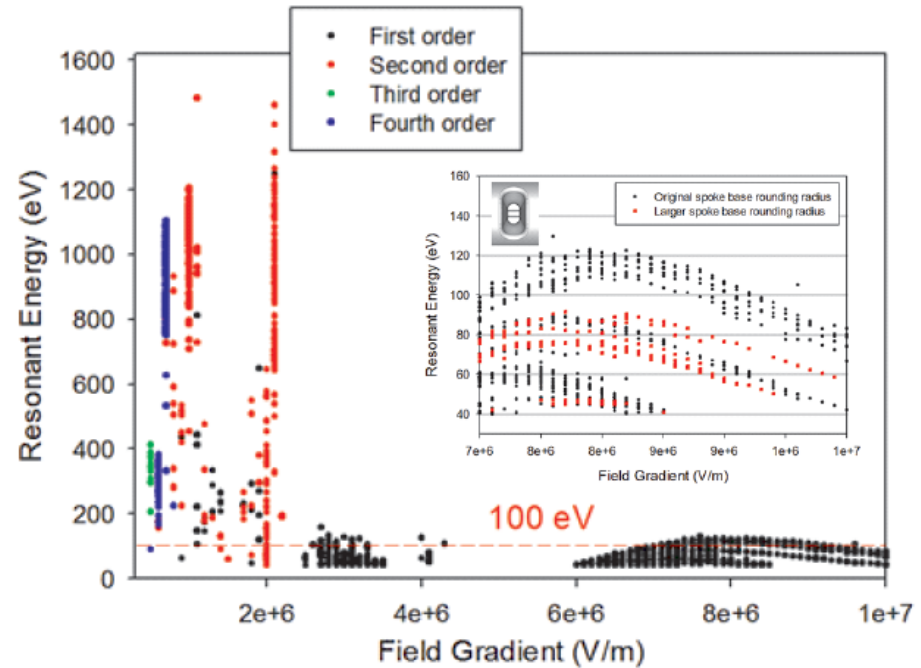 First order
Second order
Third order
Fourth order
1600
1400
1200
1000
800
600
400
200
0
Resonant Energy (eV)
2e+6
4e+6
6e+6
8e+6
1e+7
Field Gradient (V/m)
100 eV
160
140
120
100
80
60
40
Resonant Energy (eV)
Original spoke base rounding radius
Larger spoke base rounding radius
7e+6
8e+6
8e+6
9e+6
9e+6
1e+6
1e+7
Field Gradient (V/m)